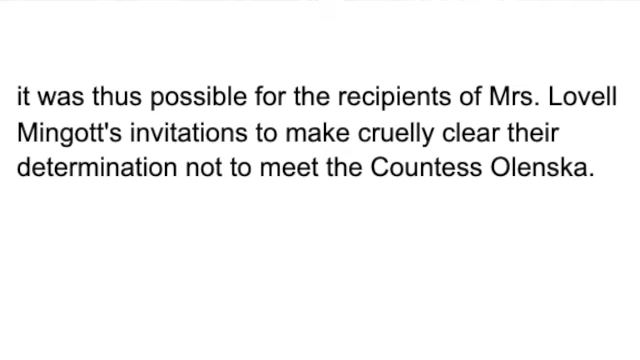 it was thus possible for the recipients of Mrs. Lovell
Mingott's invitations to make cruelly clear their
determination not to meet the Countess Olenska.